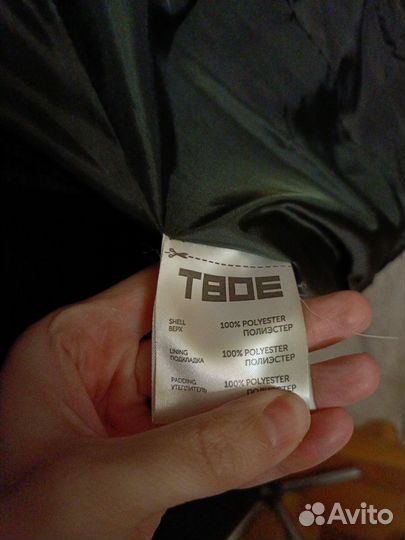 ТВОЕ
SHELL 100% POLYESTER
ВЕРХ ПОЛИЭСТЕР
LINING 100% POLYESTER
ПОДКЛАДКА ПОЛИЭСТЕР
PADDING 100% POLYESTER
УТЕПЛИТЕЛЬ ПОЛИЭСТЕР
Avito